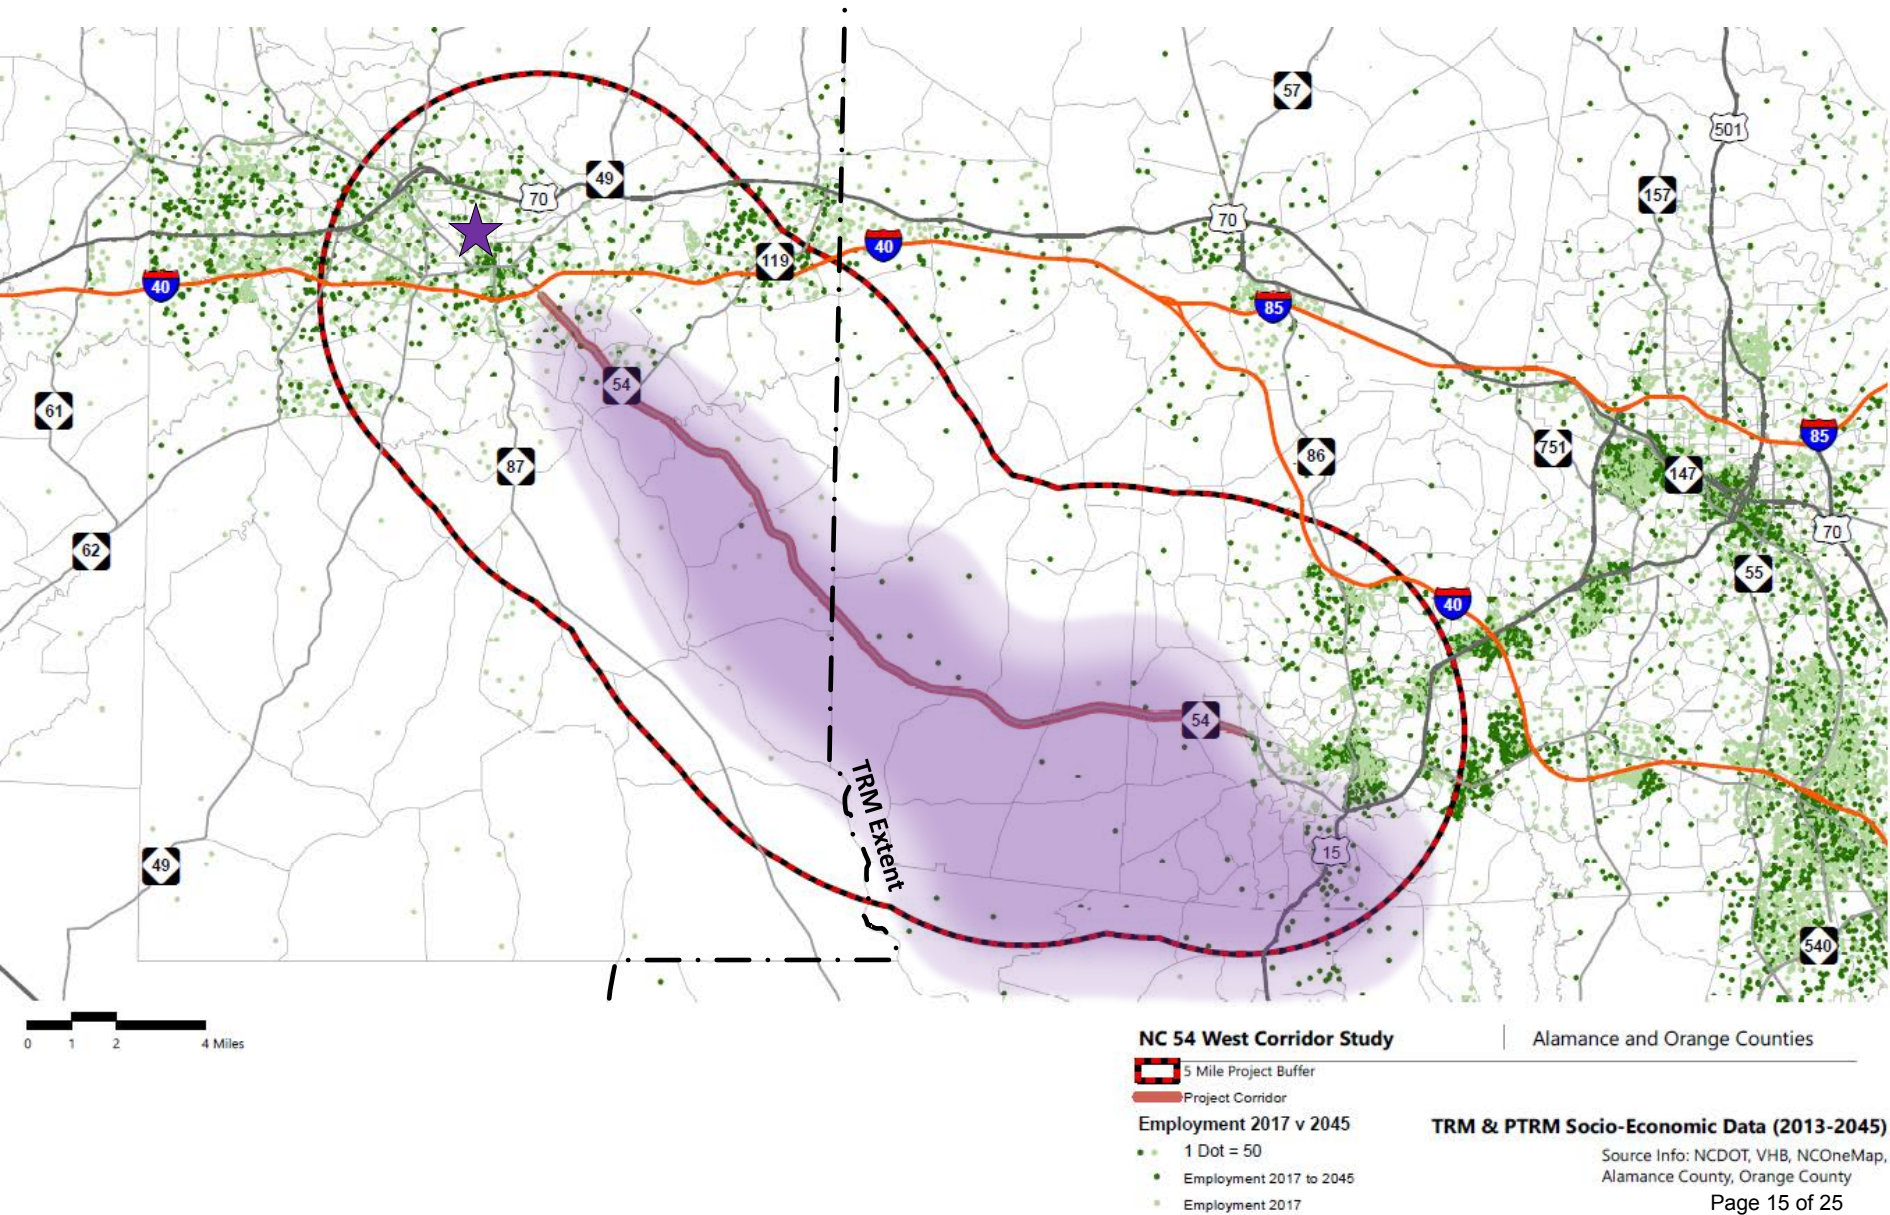 57
501
49
70
157
70
119
40
40
85
54
61
85
751
86
147
87
70
62
55
40
54
TRM Extent
15
49
540
0 1 2 4 Miles
NC 54 West Corridor Study
Alamance and Orange Counties
5 Mile Project Buffer
Project Corridor
Employment 2017 v 2045
1 Dot = 50
Employment 2017 to 2045
Employment 2017
TRM & PTRM Socio-Economic Data (2013-2045)
Source Info: NCDOT, VHB, NCOneMap,
Alamance County, Orange County
Page 15 of 25